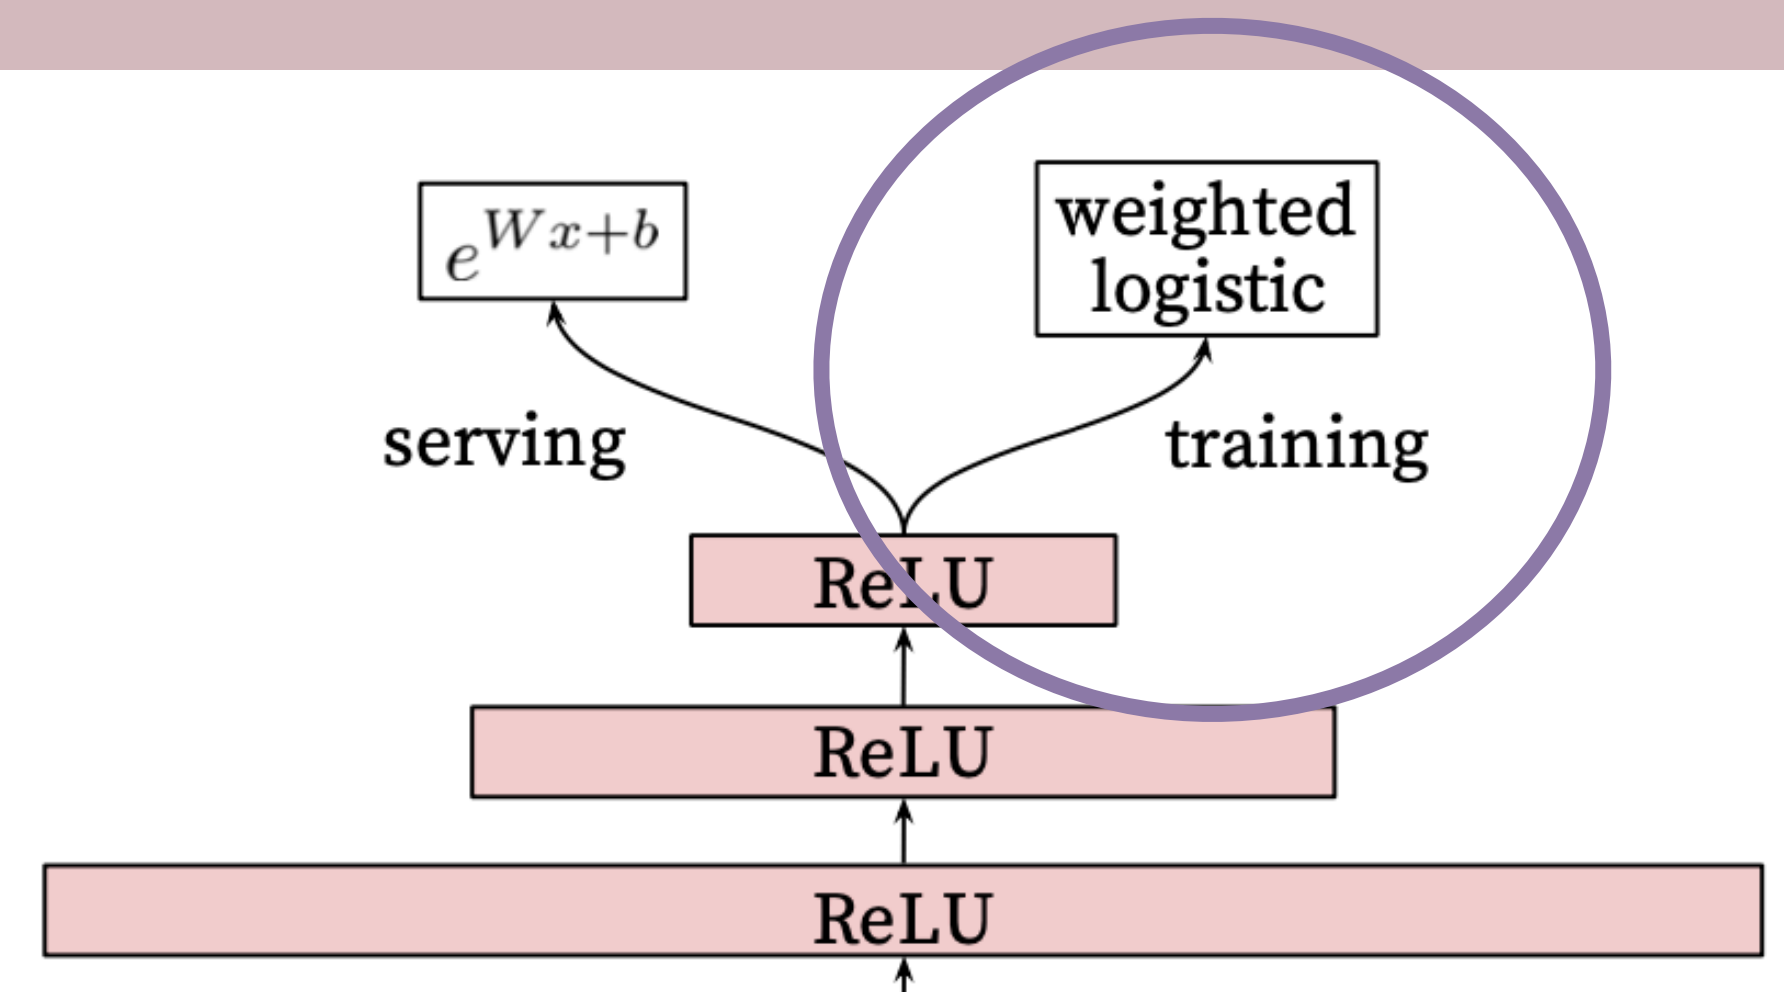 e^{Wx+b}
weighted
logistic
serving
training
ReLU
ReLU
ReLU